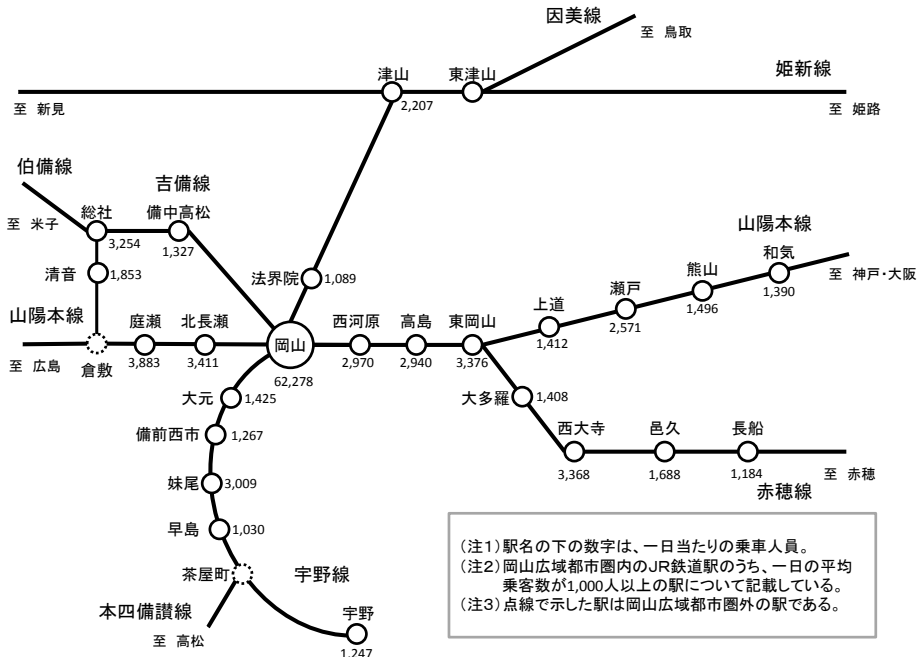 因美線
至 鳥取
津山
東津山
姫新線
2,207
至 新見
至 姫路
伯備線
吉備線
総社
備中高松
至 米子
3,254
1,327
山陽本線
清音
1,853
法界院
1,089
和気
熊山
至 神戸・大阪
瀬戸
1,390
上道
1,496
2,571
1,412
山陽本線
庭瀬
北長瀬
岡山
西河原
高島
東岡山
至 広島
倉敷
3,883
3,411
2,970
2,940
3,376
62,278
大元
1,425
大多羅
1,408
備前西市
1,267
西大寺
邑久
長船
3,368
1,688
1,184
至 赤穂
赤穂線
妹尾
3,009
早島
1,030
茶屋町
宇野線
本四備讃線
宇野
至 高松
1,247
(注1)駅名の下の数字は、一日当たりの乗車人員。
(注2)岡山広域都市圏内のJR鉄道駅のうち、一日の平均
乗客数が1,000人以上の駅について記載している。
(注3)点線で示した駅は岡山広域都市圏外の駅である。